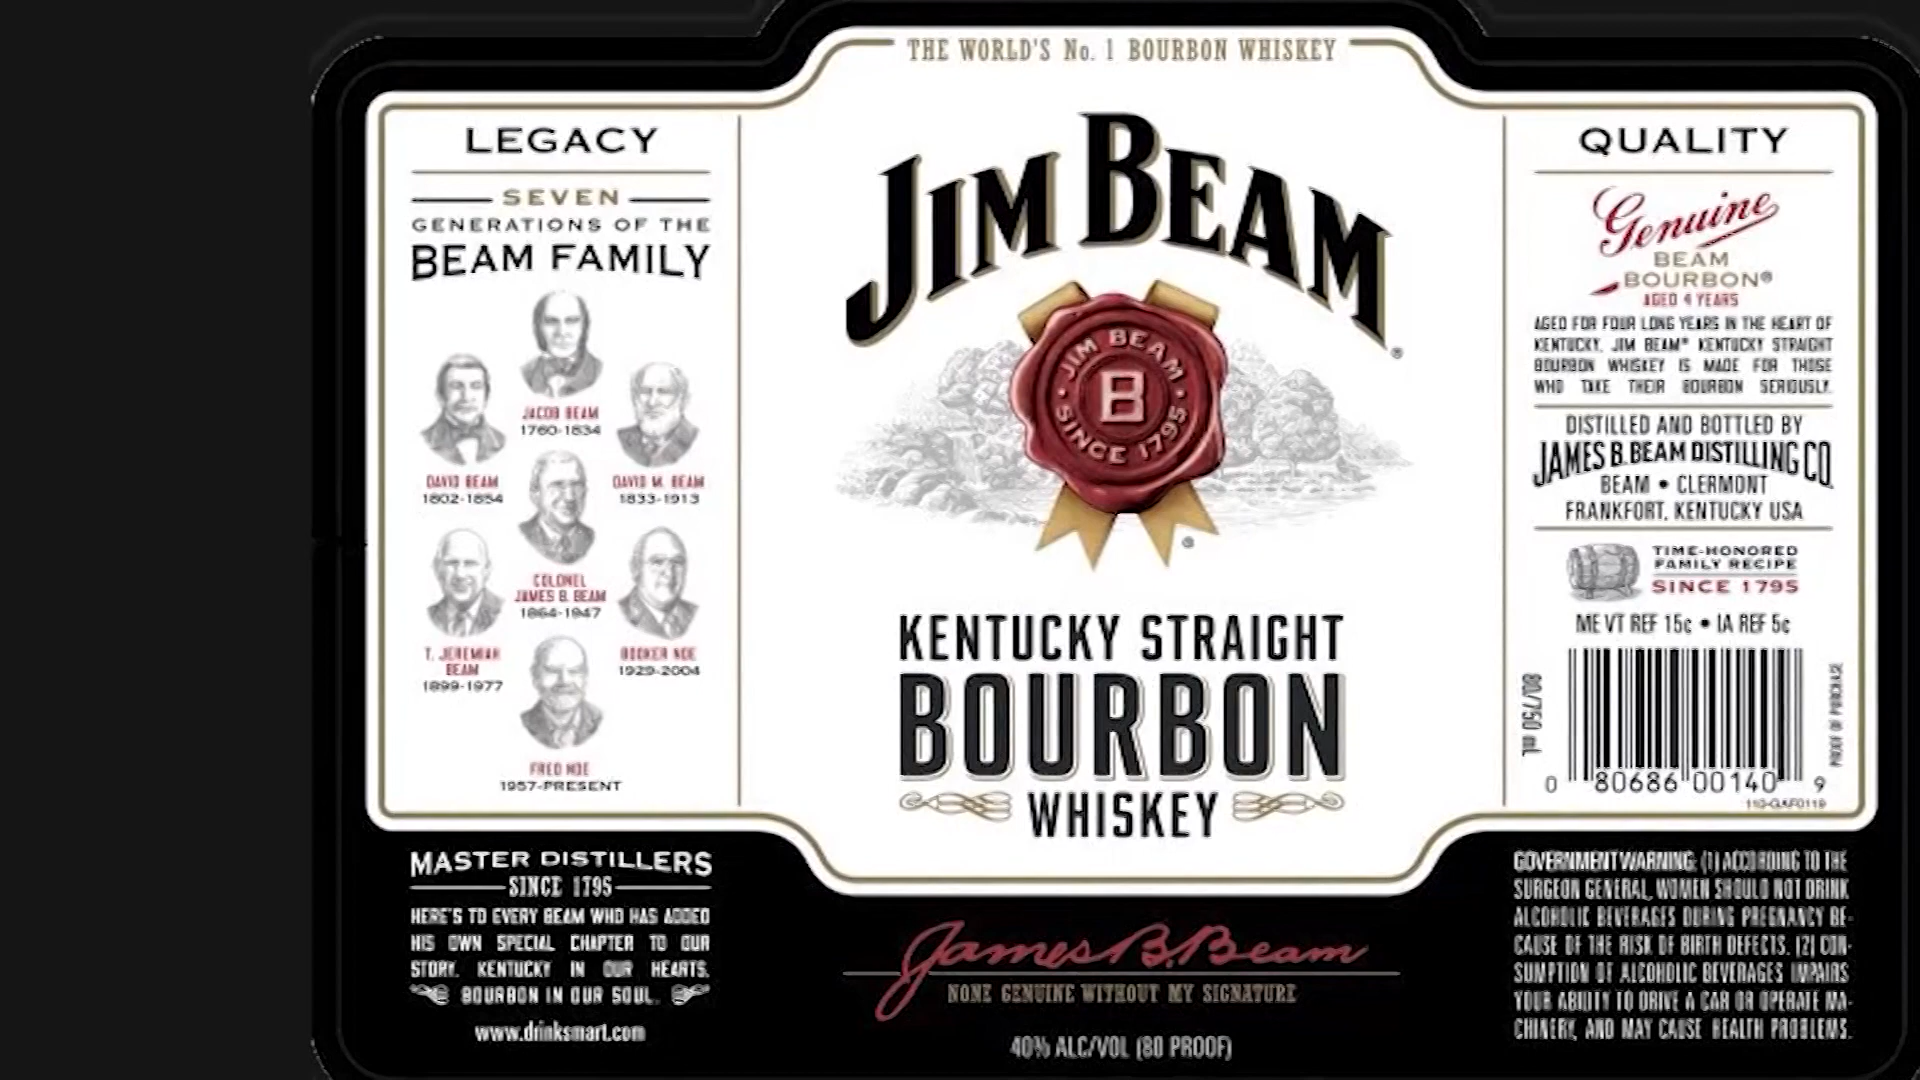 THE WORLD'S No. 1 BOURBON WHISKEY
LEGACY
SEVEN
GENERATIONS OF THE
BEAM FAMILY
JACOB BEAM
1760-1834
DAVID BEAM
1802-1854
DAVID M. BEAM
1833-1913
COLONEL
JAMES B. BEAM
1864-1947
T. JEREMIAH
BEAM
1899-1977
BOOKER NOE
1929-2004
FRED NOE
1957-PRESENT
MASTER DISTILLERS
SINCE 1795
HERE'S TO EVERY BEAM WHO HAS ADDED
HIS OWN SPECIAL CHAPTER TO OUR
STORY. KENTUCKY IN OUR HEARTS.
BOURBON IN OUR SOUL.
www.drinksmart.com
JIM BEAM®
JIM BEAM
B
SINCE 1795
®
KENTUCKY STRAIGHT
BOURBON
WHISKEY
James B. Beam
NONE GENUINE WITHOUT MY SIGNATURE
40% ALC/VOL (80 PROOF)
QUALITY
Genuine
BEAM
BOURBON®
AGED 4 YEARS
AGED FOR FOUR LONG YEARS IN THE HEART OF
KENTUCKY, JIM BEAM® KENTUCKY STRAIGHT
BOURBON WHISKEY IS MADE FOR THOSE
WHO TAKE THEIR BOURBON SERIOUSLY.
DISTILLED AND BOTTLED BY
JAMES B. BEAM DISTILLING CO.
BEAM • CLERMONT
FRANKFORT, KENTUCKY USA
TIME-HONORED
FAMILY RECIPE
SINCE 1795
ME VT REF 15¢ • IA REF 5¢
80/750 mL
PROOF OF PURCHASE
0 80686 00140 9
GOVERNMENT WARNING: (1) ACCORDING TO THE
SURGEON GENERAL, WOMEN SHOULD NOT DRINK
ALCOHOLIC BEVERAGES DURING PREGNANCY BE-
CAUSE OF THE RISK OF BIRTH DEFECTS. (2) CON-
SUMPTION OF ALCOHOLIC BEVERAGES IMPAIRS
YOUR ABILITY TO DRIVE A CAR OR OPERATE MA-
CHINERY, AND MAY CAUSE HEALTH PROBLEMS.